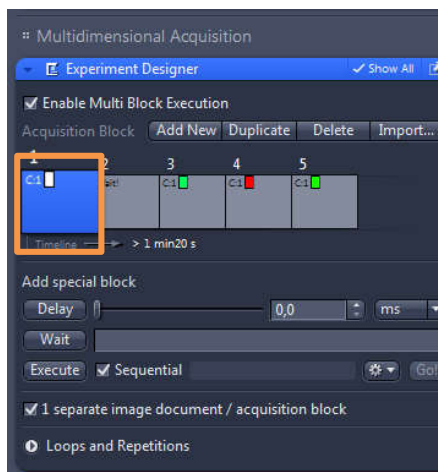 Multidimensional Acquisition
Experiment Designer Show All
Enable Multi Block Execution
Acquisition Block Add New Duplicate Delete Import...
1 2 3 4 5
C:1 C:1 C:1 C:1
Timeline > 1 min20 s
Add special block
Delay 0,0 ms
Wait
Execute Sequential Go!
1 separate image document / acquisition block
Loops and Repetitions